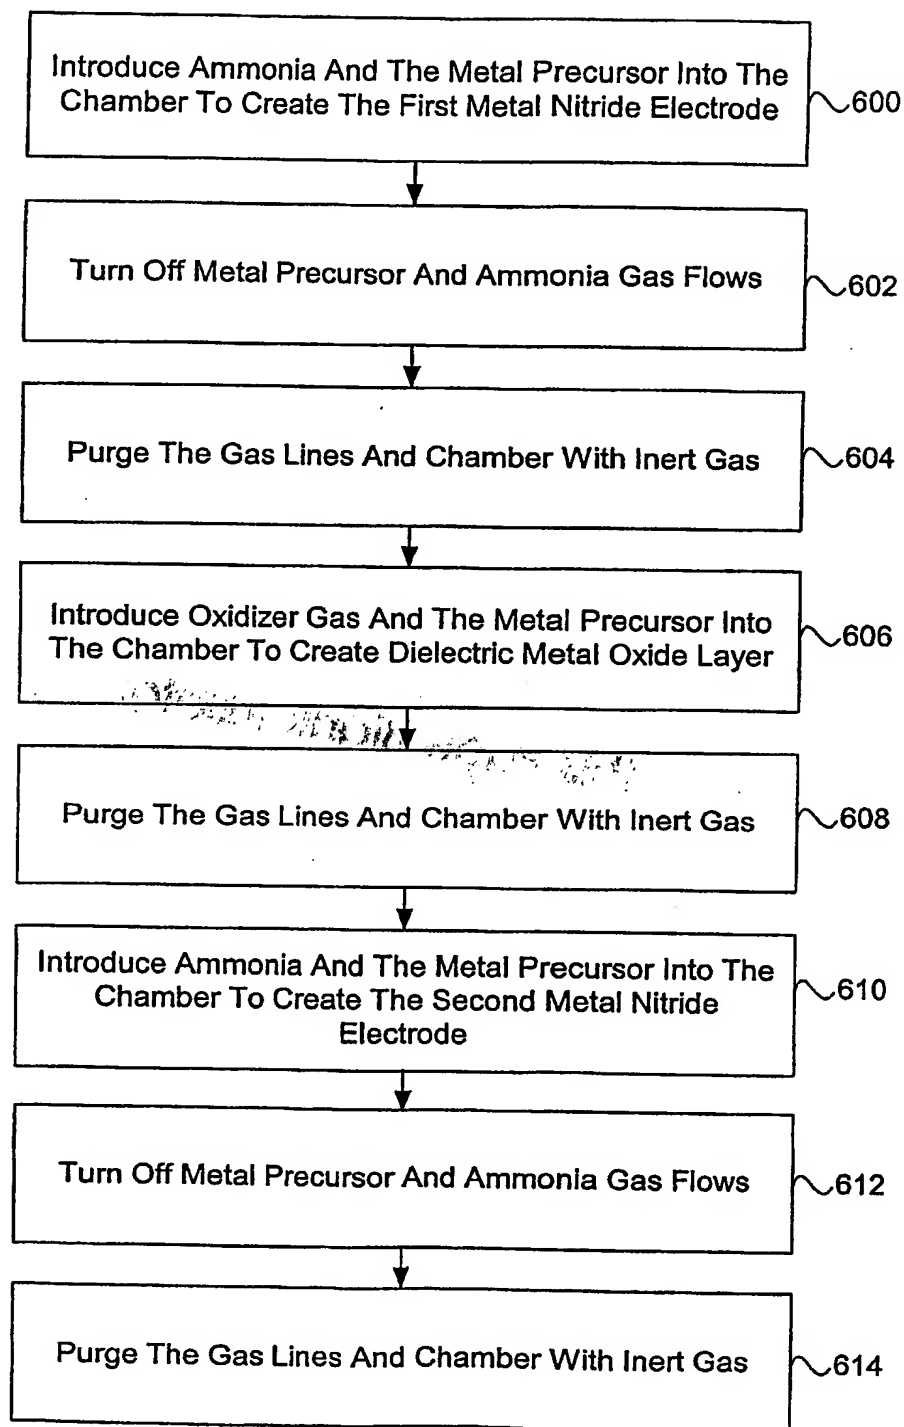 Introduce Ammonia And The Metal Precursor Into The
Chamber To Create The First Metal Nitride Electrode
600
Turn Off Metal Precursor And Ammonia Gas Flows
602
Purge The Gas Lines And Chamber With Inert Gas
604
Introduce Oxidizer Gas And The Metal Precursor Into
The Chamber To Create Dielectric Metal Oxide Layer
606
Purge The Gas Lines And Chamber With Inert Gas
608
Introduce Ammonia And The Metal Precursor Into The
Chamber To Create The Second Metal Nitride
Electrode
610
Turn Off Metal Precursor And Ammonia Gas Flows
612
Purge The Gas Lines And Chamber With Inert Gas
614